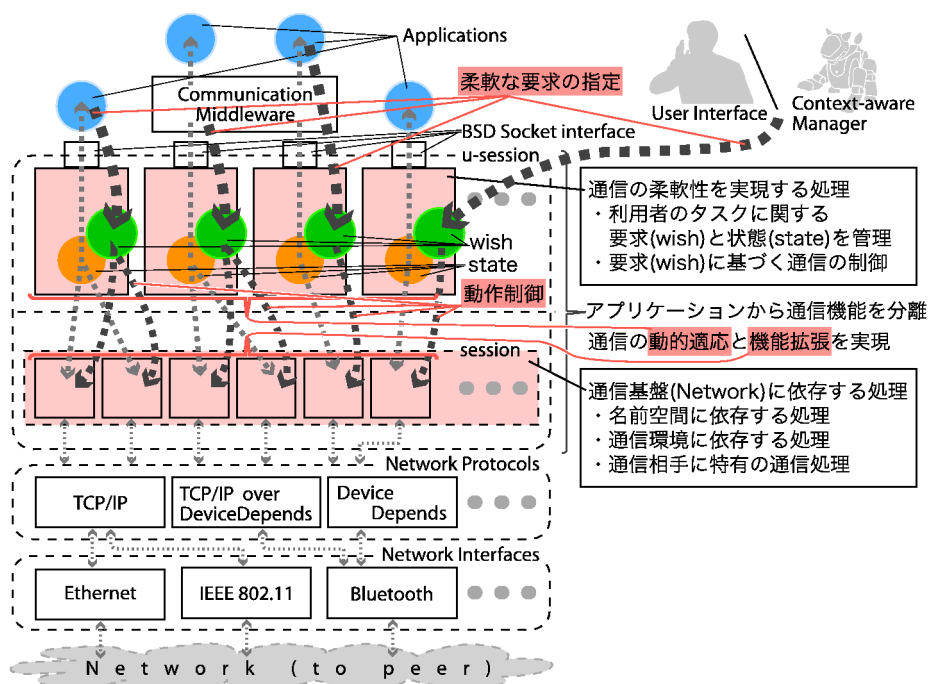 Applications
柔軟な要求の指定
Communication
Middleware
User Interface
Context-aware
Manager
BSD Socket interface
u-session
通信の柔軟性を実現する処理
・利用者のタスクに関する
要求(wish)と状態(state)を管理
・要求(wish)に基づく通信の制御
wish
state
動作制御
アプリケーションから通信機能を分離
通信の動的適応と機能拡張を実現
session
通信基盤(Network)に依存する処理
・名前空間に依存する処理
・通信環境に依存する処理
・通信相手に特有の通信処理
Network Protocols
TCP/IP
TCP/IP over
DeviceDepends
Device
Depends
Network Interfaces
Ethernet
IEEE 802.11
Bluetooth
Network (to peer)